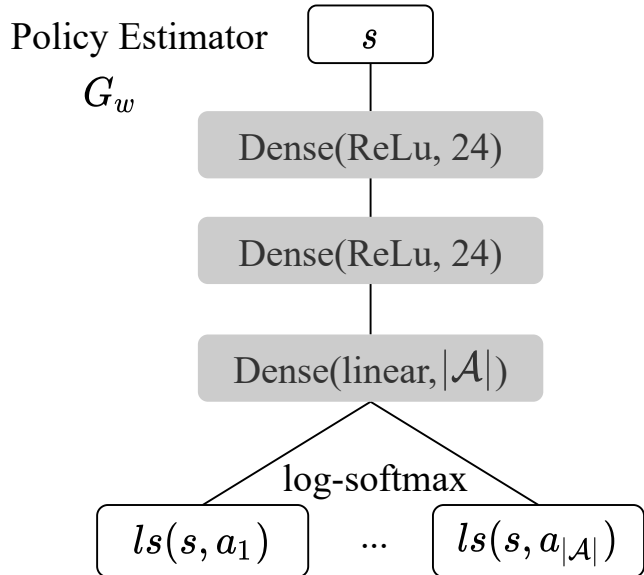 Policy Estimator
G_w
s
Dense(ReLu, 24)
Dense(ReLu, 24)
Dense(linear,|𝒜|)
log-softmax
ls(s, a_1) ... ls(s, a_{|𝒜|})